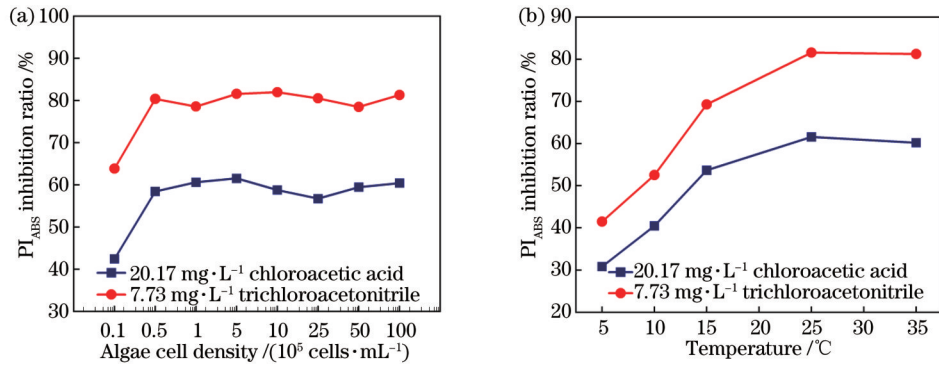 (a)
100
90
80
70
60
50
40
30
PI_ABS inhibition ratio /%
20.17 mg·L⁻¹ chloroacetic acid
7.73 mg·L⁻¹ trichloroacetonitrile
0.1 0.5 1 5 10 25 50 100
Algae cell density /(10⁵ cells·mL⁻¹)
(b)
90
80
70
60
50
40
30
20
PI_ABS inhibition ratio /%
20.17 mg·L⁻¹ chloroacetic acid
7.73 mg·L⁻¹ trichloroacetonitrile
5 10 15 20 25 30 35
Temperature /℃